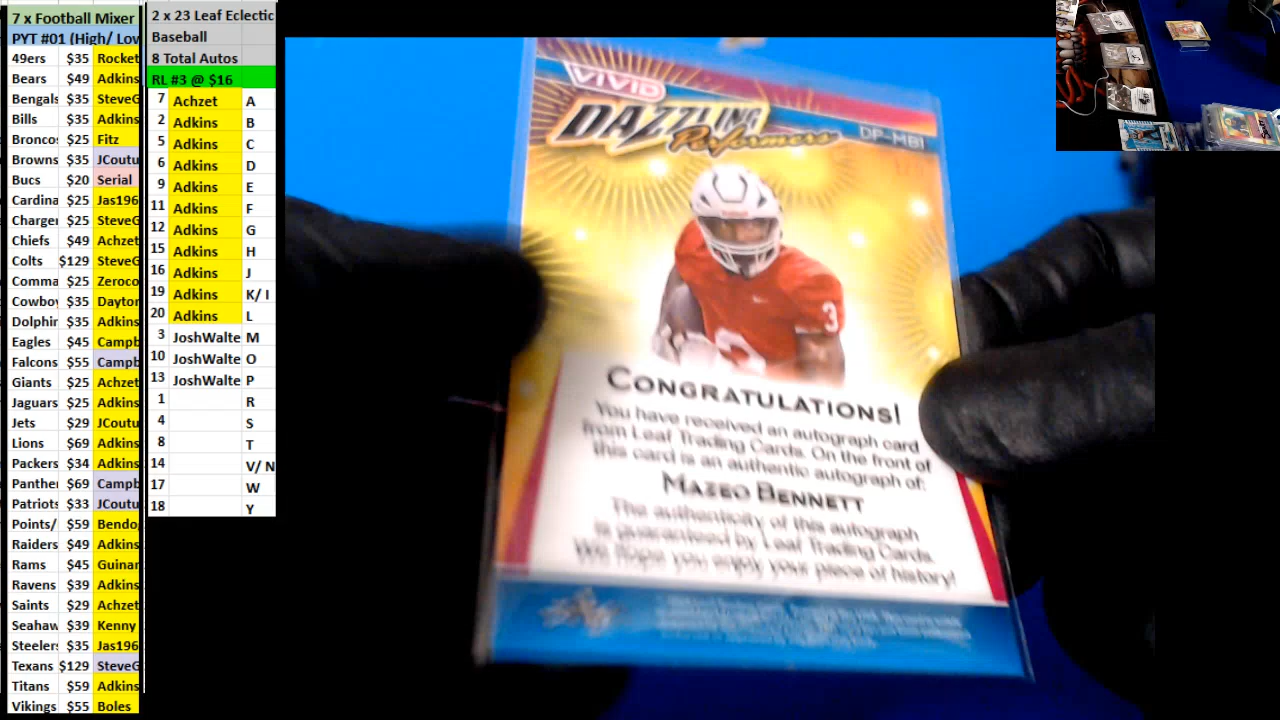 7 x Football Mixer
PYT #01 (High/ Lov
49ers $35 Rocket
Bears $49 Adkins
Bengals $35 SteveG
Bills $35 Adkins
Bronco: $25 Fitz
Browns $35 JCoutu
Bucs $20 Serial
Cardina $25 Jas196
Charger $25 SteveG
Chiefs $49 Achzet
Colts $129 SteveG
Comma $25 Zeroco
Cowboy $35 Dayton
Dolphin $35 Adkins
Eagles $45 Campb
Falcons $55 Campb
Giants $25 Achzet
Jaguars $25 Adkins
Jets $29 JCoutu
Lions $69 Adkins
Packers $34 Adkins
Panthe $69 Campb
Patriots $33 JCoutu
Points/ $59 Bendo
Raiders $49 Adkins
Rams $45 Guinar
Ravens $39 Adkins
Saints $29 Achzet
Seahaw $39 Kenny
Steelers $35 Jas196
Texans $129 SteveG
Titans $59 Adkins
Vikings $55 Boles
2 x 23 Leaf Eclectic
Baseball
8 Total Autos
RL #3 @ $16
7 Achzet A
2 Adkins B
5 Adkins C
6 Adkins D
9 Adkins E
11 Adkins F
12 Adkins G
15 Adkins H
16 Adkins J
19 Adkins K/ I
20 Adkins L
3 JoshWalte M
10 JoshWalte O
13 JoshWalte P
1 R
4 S
8 T
14 V/ N
17 W
18 Y
VIVID
DAZZLING
Performers
DP-MB1
3
CONGRATULATIONS!
You have received an autograph card
from Leaf Trading Cards. On the front of
this card is an authentic autograph of:
MAZEO BENNETT
The authenticity of this autograph
is guaranteed by Leaf Trading Cards.
We hope you enjoy your piece of history!